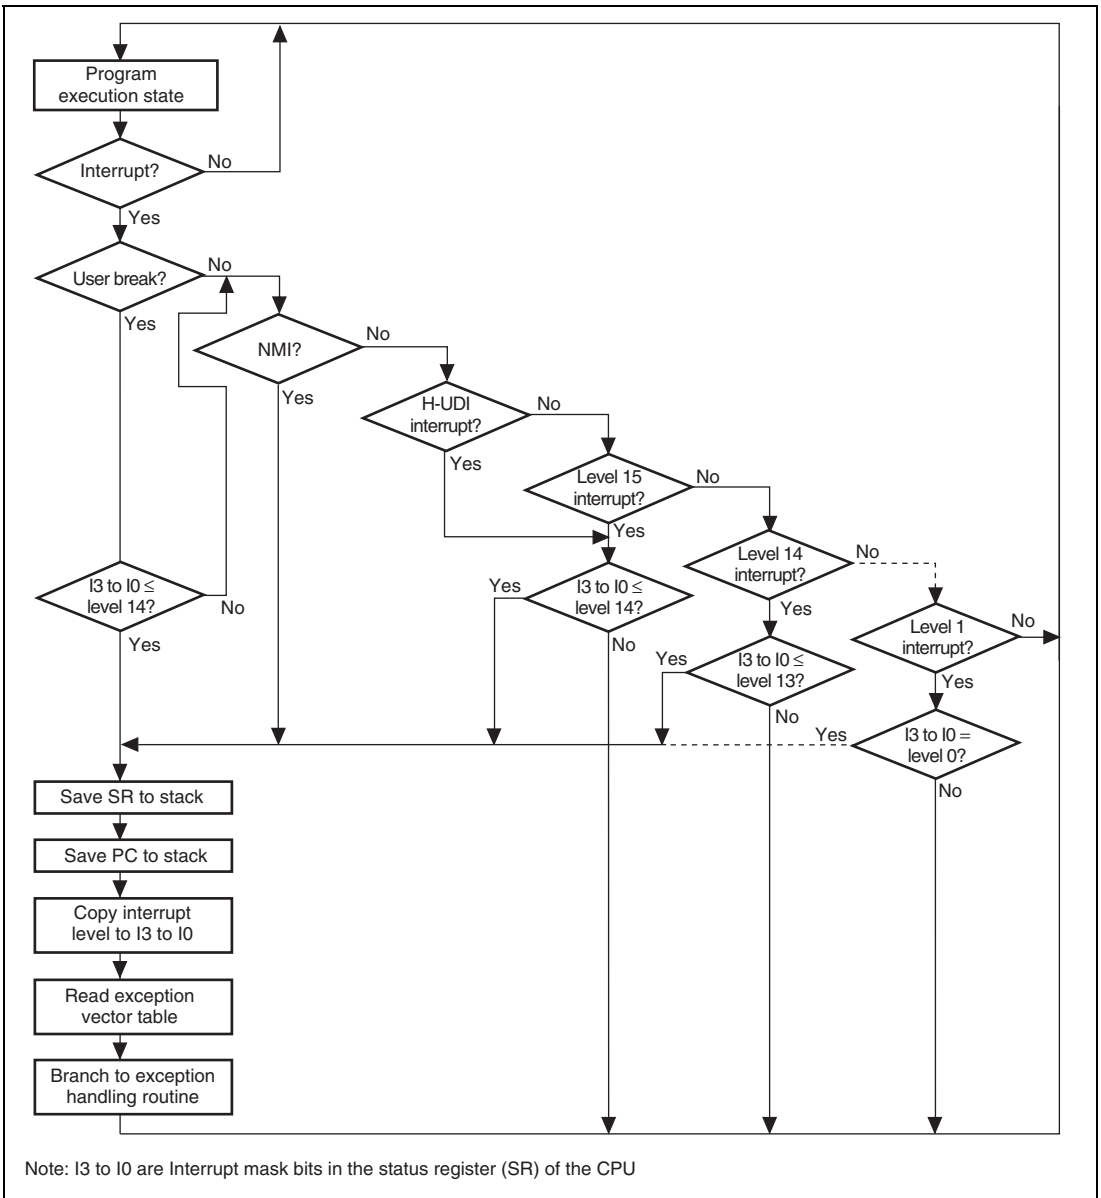 Program
execution state
Interrupt?
No
Yes
User break?
No
Yes
NMI?
No
Yes
H-UDI
interrupt?
No
Yes
Level 15
interrupt?
No
Yes
Level 14
interrupt?
No
Yes
Level 1
interrupt?
No
Yes
I3 to I0 ≤
level 14?
No
Yes
I3 to I0 ≤
level 14?
Yes
No
I3 to I0 ≤
level 13?
Yes
No
I3 to I0 =
level 0?
Yes
No
Save SR to stack
Save PC to stack
Copy interrupt
level to I3 to I0
Read exception
vector table
Branch to exception
handling routine
Note: I3 to I0 are Interrupt mask bits in the status register (SR) of the CPU